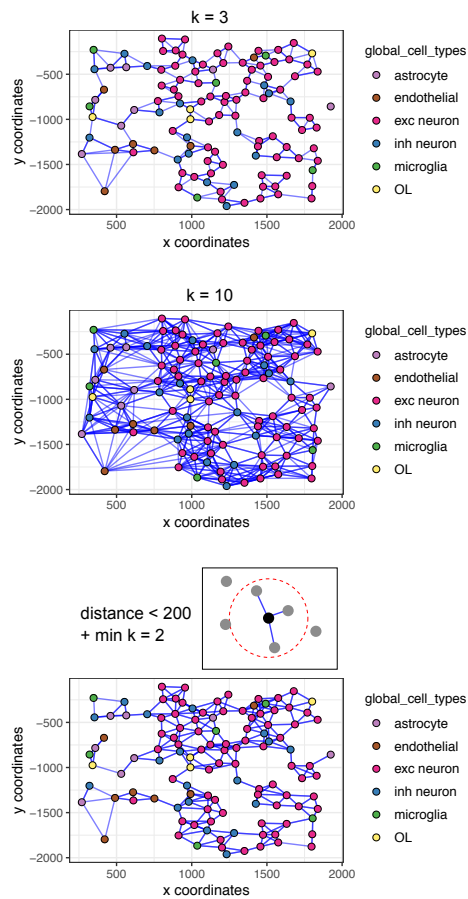 k = 3
y coordinates
−500
−1000
−1500
−2000
500
1000
1500
2000
x coordinates
global_cell_types
astrocyte
endothelial
exc neuron
inh neuron
microglia
OL
k = 10
y coordinates
−500
−1000
−1500
−2000
500
1000
1500
2000
x coordinates
global_cell_types
astrocyte
endothelial
exc neuron
inh neuron
microglia
OL
distance < 200
+ min k = 2
y coordinates
−500
−1000
−1500
−2000
500
1000
1500
2000
x coordinates
global_cell_types
astrocyte
endothelial
exc neuron
inh neuron
microglia
OL